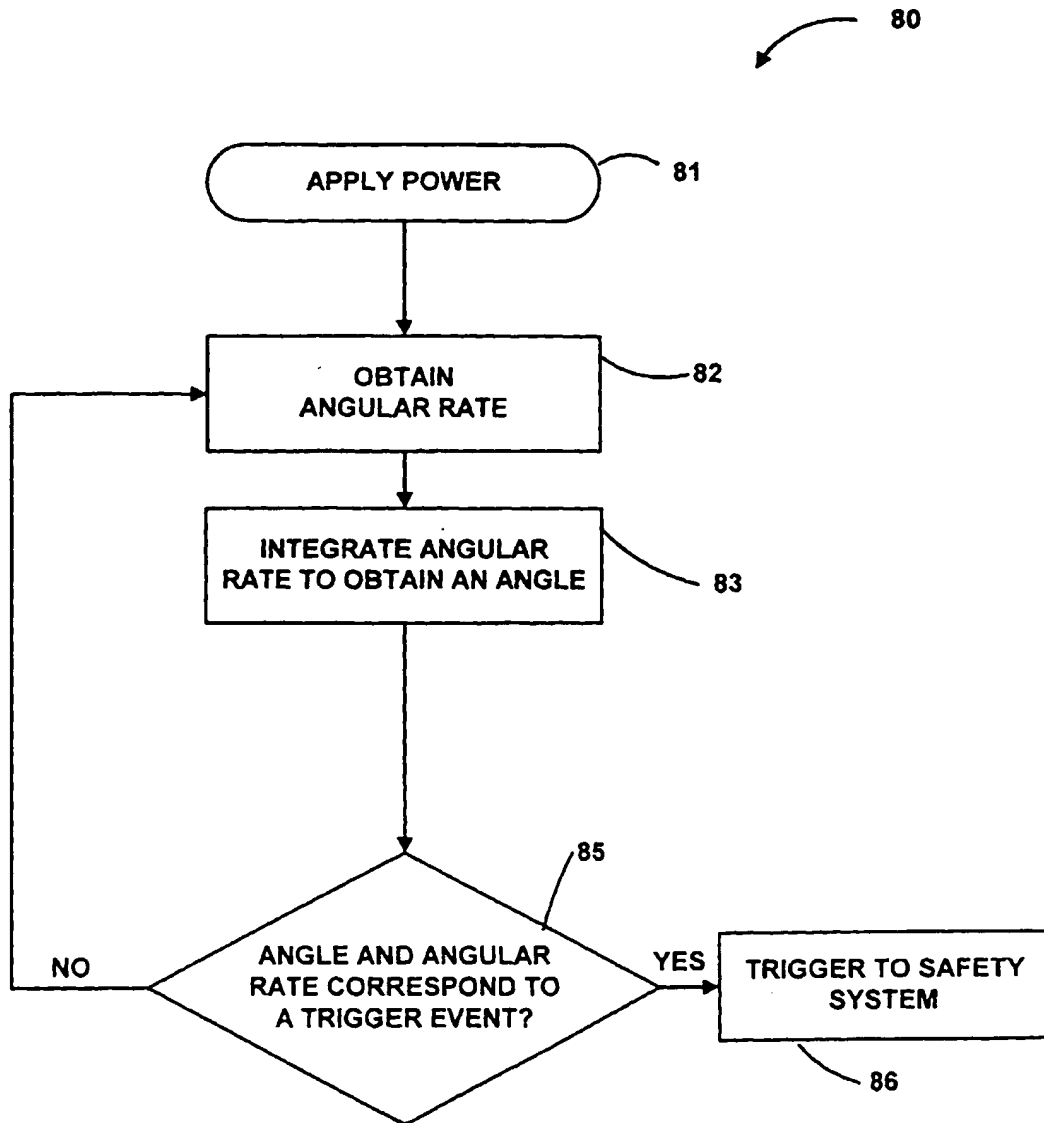 80
APPLY POWER
81
OBTAIN
ANGULAR RATE
82
INTEGRATE ANGULAR
RATE TO OBTAIN AN ANGLE
83
85
ANGLE AND ANGULAR
RATE CORRESPOND TO
A TRIGGER EVENT?
NO
YES
TRIGGER TO SAFETY
SYSTEM
86